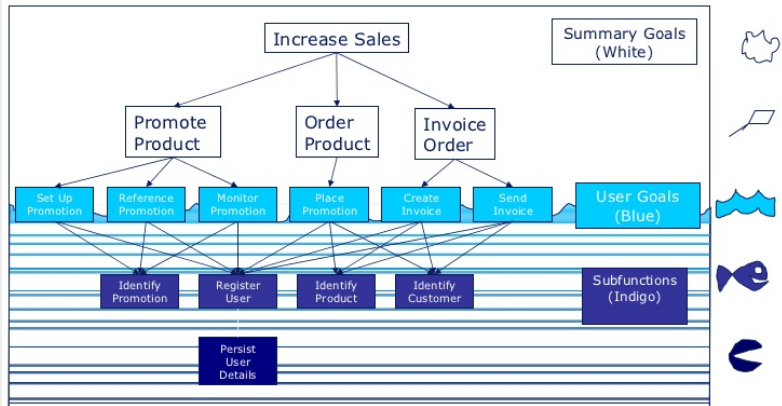 Increase Sales
Summary Goals
(White)
Promote
Product
Order
Product
Invoice
Order
Set Up
Promotion
Reference
Promotion
Monitor
Promotion
Place
Promotion
Create
Invoice
Send
Invoice
User Goals
(Blue)
Identify
Promotion
Register
User
Identify
Product
Identify
Customer
Subfunctions
(Indigo)
Persist
User
Details